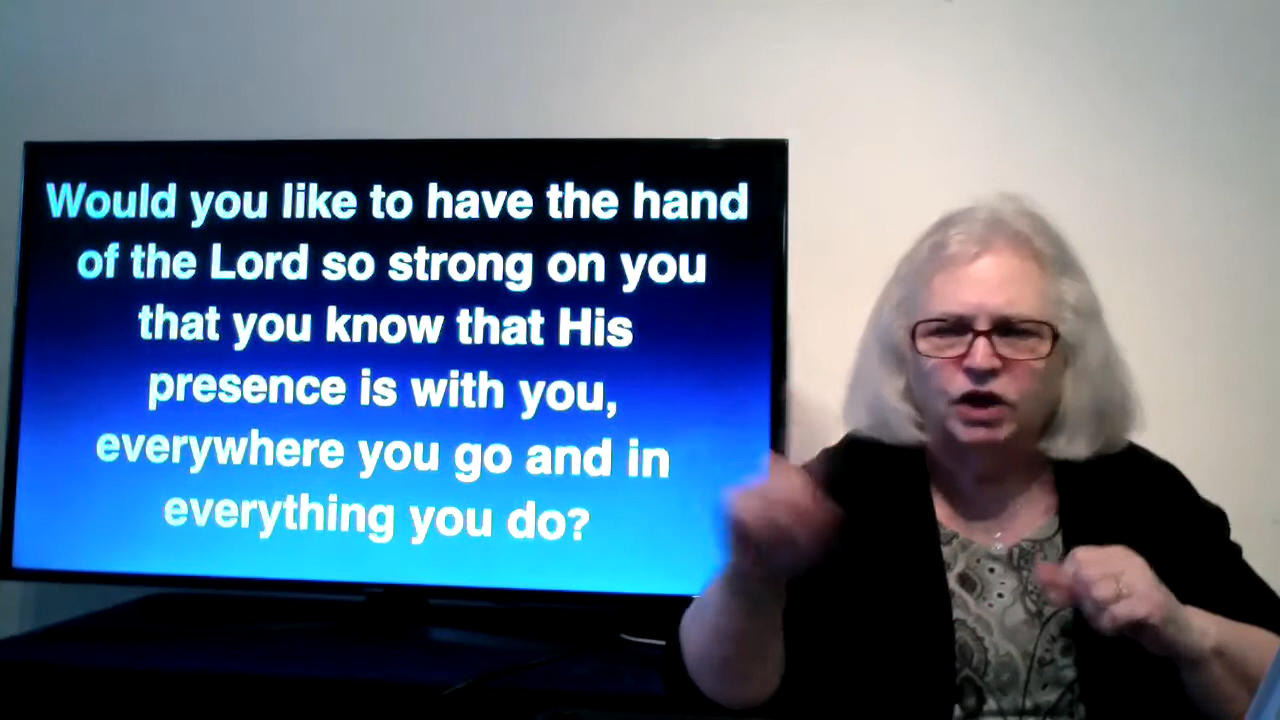 Would you like to have the hand
of the Lord so strong on you
that you know that His
presence is with you,
everywhere you go and in
everything you do?